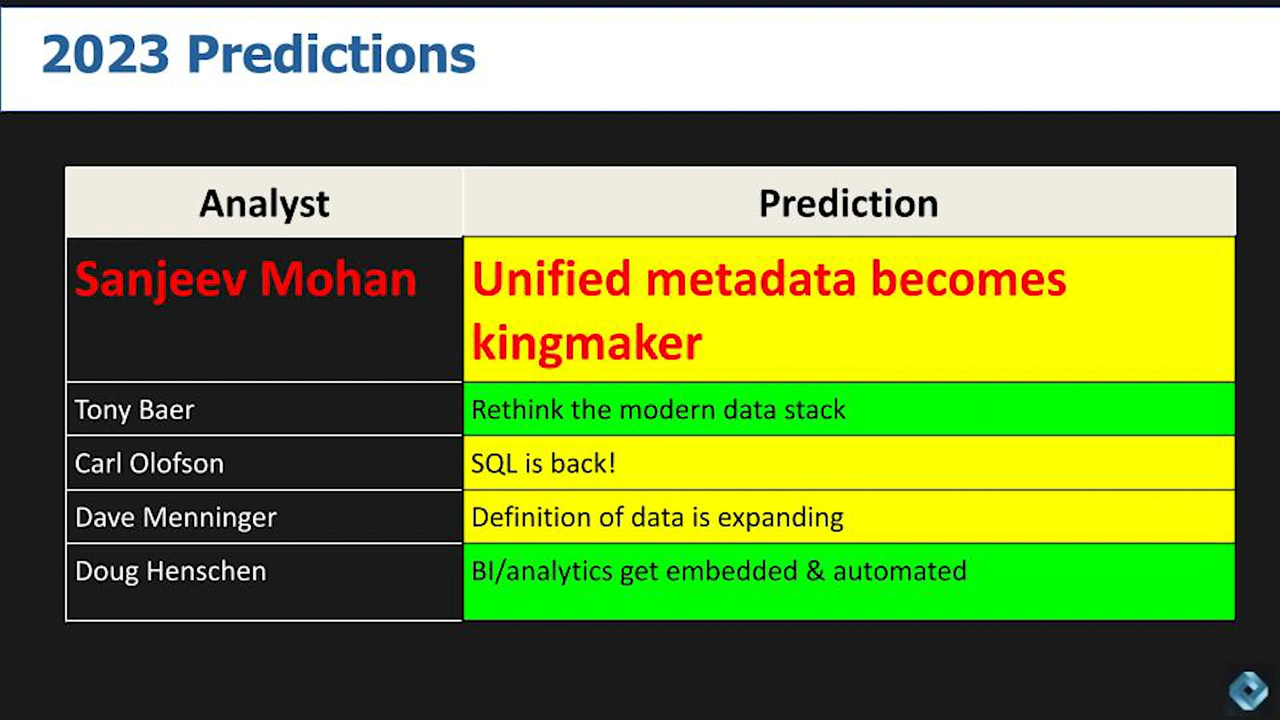 2023 Predictions
Analyst
Prediction
Sanjeev Mohan
Unified metadata becomes
kingmaker
Tony Baer
Rethink the modern data stack
Carl Olofson
SQL is back!
Dave Menninger
Definition of data is expanding
Doug Henschen
BI/analytics get embedded & automated